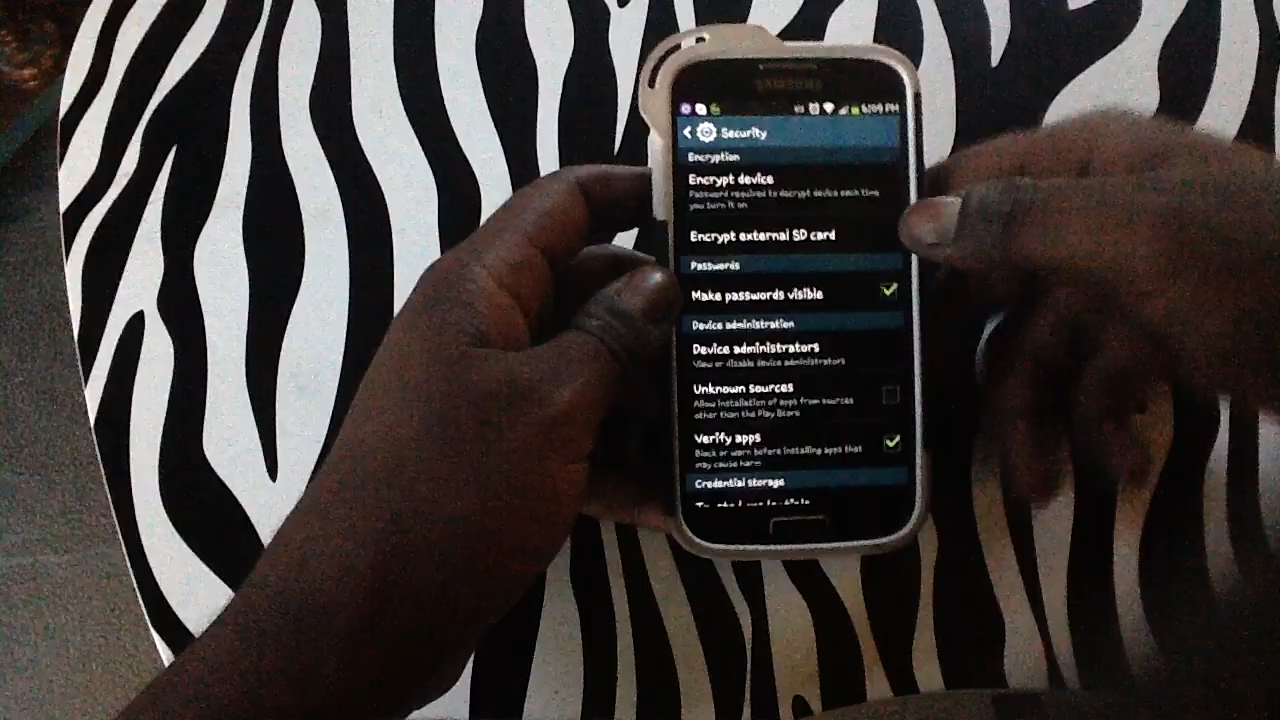 SAMSUNG
6:09 PM
Security
Encryption
Encrypt device
Password required to decrypt device each time
you turn it on
Encrypt external SD card
Passwords
Make passwords visible
Device administration
Device administrators
View or disable device administrators
Unknown sources
Allow installation of apps from sources
other than the Play Store
Verify apps
Block or warn before installing apps that
may cause harm
Credential storage